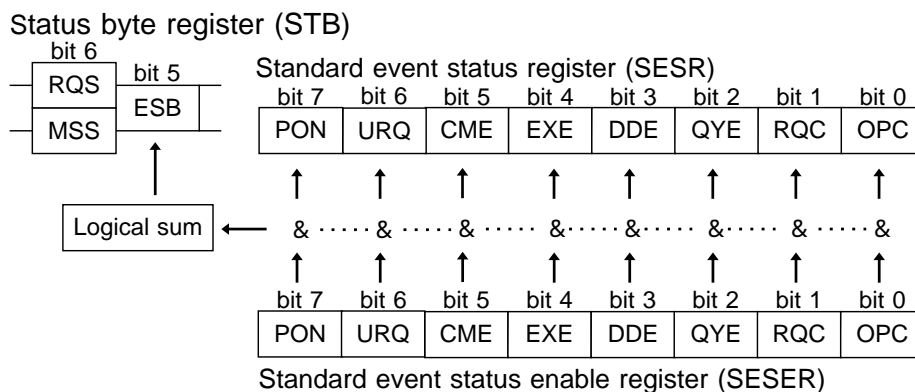 Status byte register (STB)
bit 6
bit 5
RQS
ESB
MSS
Standard event status register (SESR)
bit 7 bit 6 bit 5 bit 4 bit 3 bit 2 bit 1 bit 0
PON URQ CME EXE DDE QYE RQC OPC
Logical sum
& & & & & & & &
bit 7 bit 6 bit 5 bit 4 bit 3 bit 2 bit 1 bit 0
PON URQ CME EXE DDE QYE RQC OPC
Standard event status enable register (SESER)